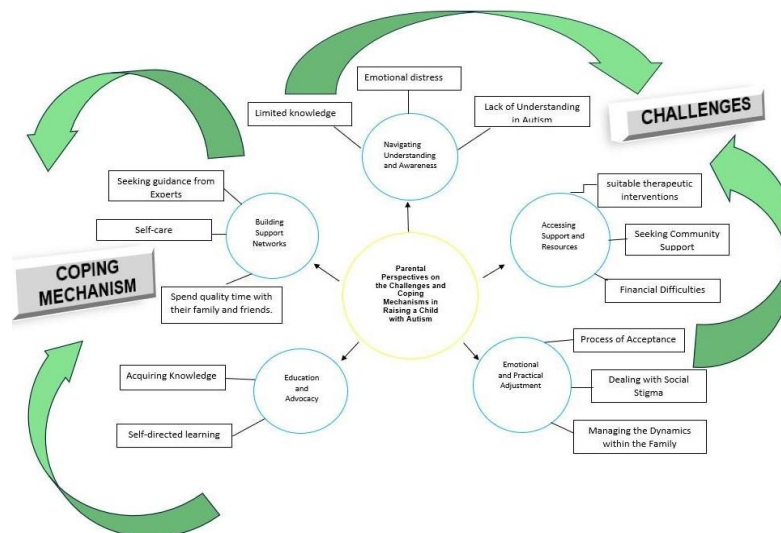 Emotional distress
Limited knowledge
Lack of Understanding
in Autism
Navigating
Understanding
and Awareness
CHALLENGES
Seeking guidance from
Experts
Self-care
Spend quality time with
their family and friends.
Building
Support
Networks
COPING
MECHANISM
suitable therapeutic
interventions
Seeking Community
Support
Financial Difficulties
Accessing
Support and
Resources
Parental
Perspectives on
the Challenges and
Coping
Mechanisms in
Raising a Child
with Autism
Acquiring Knowledge
Self-directed learning
Education
and
Advocacy
Emotional
and Practical
Adjustment
Process of Acceptance
Dealing with Social
Stigma
Managing the Dynamics
within the Family